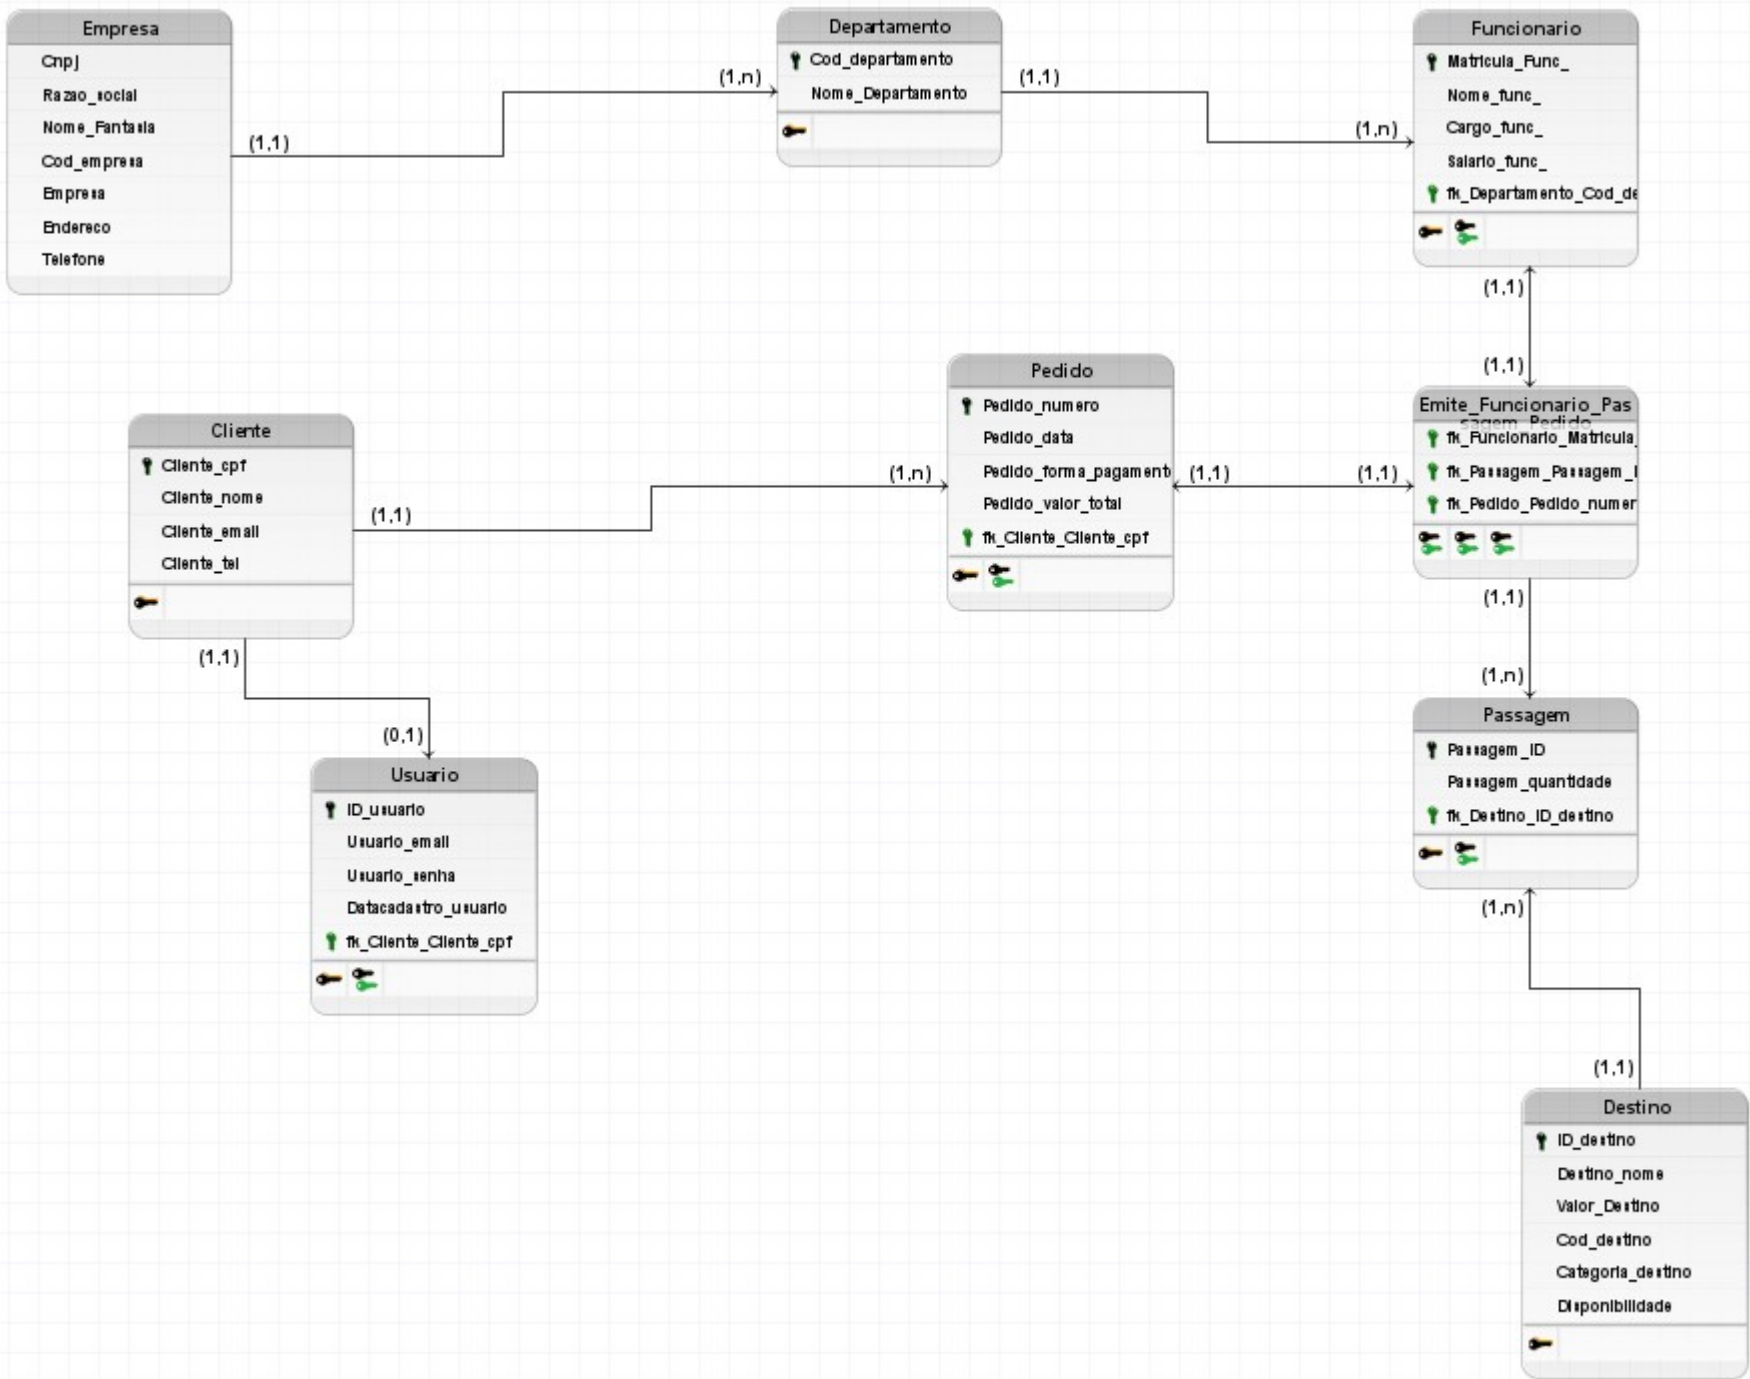 Empresa
Cnpj
Razao_social
Nome_Fantasia
Cod_empresa
Empresa
Endereco
Telefone
(1,1)
(1,n)
Departamento
Cod_departamento
Nome_Departamento
(1,1)
(1,n)
Funcionario
Matricula_Func_
Nome_func_
Cargo_func_
Salario_func_
fk_Departamento_Cod_de
(1,1)
(1,1)
Cliente
Cliente_cpf
Cliente_nome
Cliente_email
Cliente_tel
(1,1)
(1,n)
Pedido
Pedido_numero
Pedido_data
Pedido_forma_pagament
Pedido_valor_total
fk_Cliente_Cliente_cpf
(1,1)
(1,1)
Emite_Funcionario_Pas
sagem_Pedido
fk_Funcionario_Matricula_
fk_Passagem_Passagem_I
fk_Pedido_Pedido_numer
(1,1)
(1,n)
(1,1)
(0,1)
Usuario
ID_usuario
Usuario_email
Usuario_senha
Datacadastro_usuario
fk_Cliente_Cliente_cpf
Passagem
Passagem_ID
Passagem_quantidade
fk_Destino_ID_destino
(1,n)
(1,1)
Destino
ID_destino
Destino_nome
Valor_Destino
Cod_destino
Categoria_destino
Disponibilidade